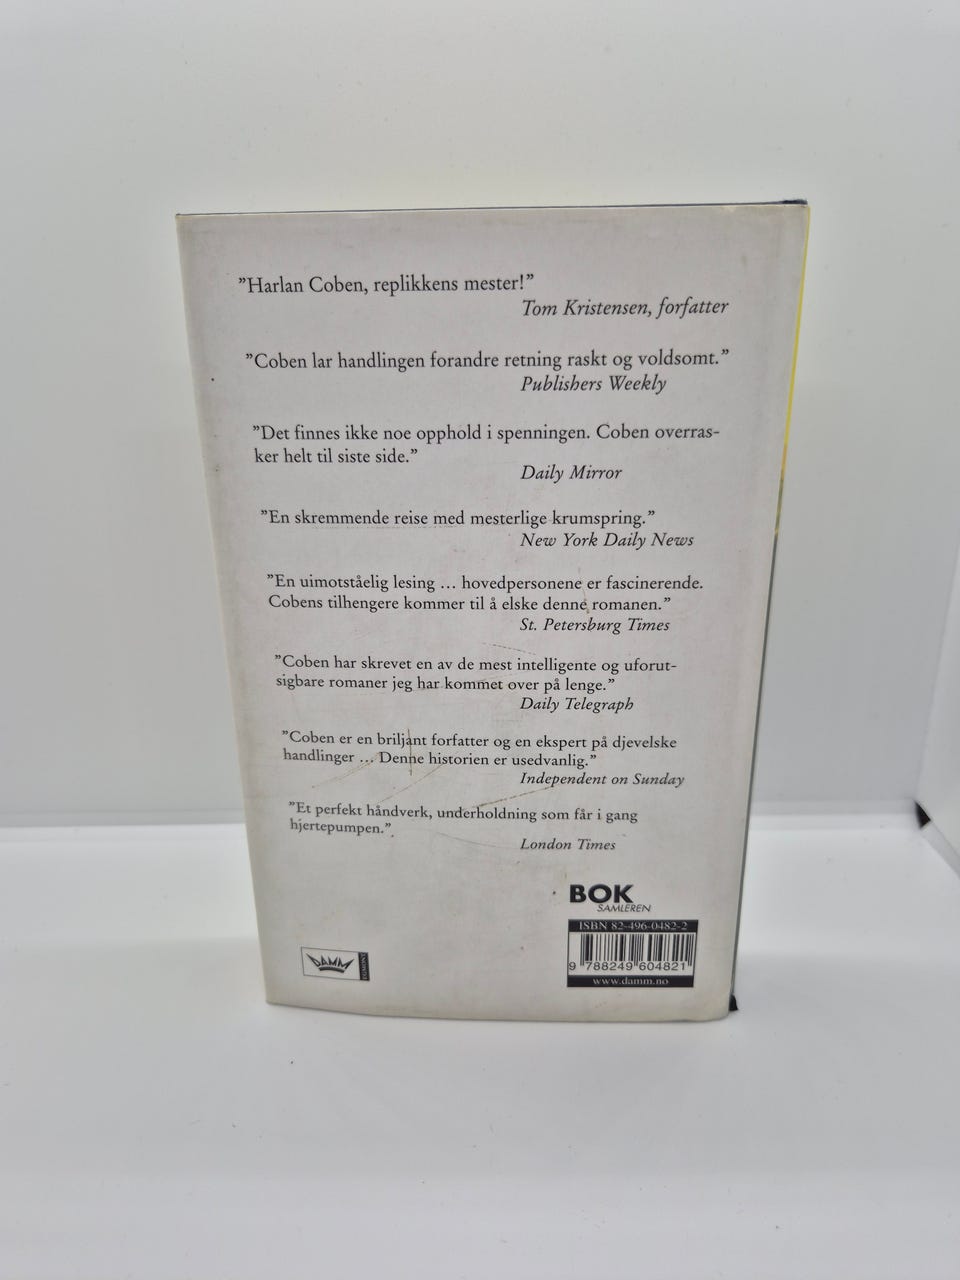 ”Harlan Coben, replikkens mester!”
Tom Kristensen, forfatter
”Coben lar handlingen forandre retning raskt og voldsomt.”
Publishers Weekly
”Det finnes ikke noe opphold i spenningen. Coben overras-
ker helt til siste side.”
Daily Mirror
”En skremmende reise med mesterlige krumspring.”
New York Daily News
”En uimotståelig lesing ... hovedpersonene er fascinerende.
Cobens tilhengere kommer til å elske denne romanen.”
St. Petersburg Times
”Coben har skrevet en av de mest intelligente og uforut-
sigbare romaner jeg har kommet over på lenge.”
Daily Telegraph
”Coben er en briljant forfatter og en ekspert på djevelske
handlinger ... Denne historien er usedvanlig.”
Independent on Sunday
”Et perfekt håndverk, underholdning som får i gang
hjertepumpen.”
London Times
BOK
SAMLEREN
ISBN 82-496-0482-2
9 788249 604821
www.damm.no
DAMM
EGMONT